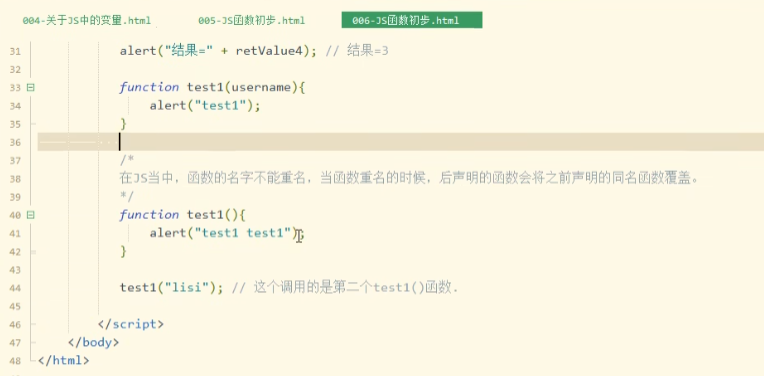 004-关于JS中的变量.html 005-JS函数初步.html 006-JS函数初步.html
31 alert("结果=" + retValue4); // 结果=3
32
33 function test1(username){
34 alert("test1");
35 }
36
37 /*
38 在JS当中，函数的名字不能重名，当函数重名的时候，后声明的函数会将之前声明的同名函数覆盖。
39 */
40 function test1(){
41 alert("test1 test1");
42 }
43
44 test1("lisi"); // 这个调用的是第二个test1()函数.
45
46 </script>
47 </body>
48 </html>